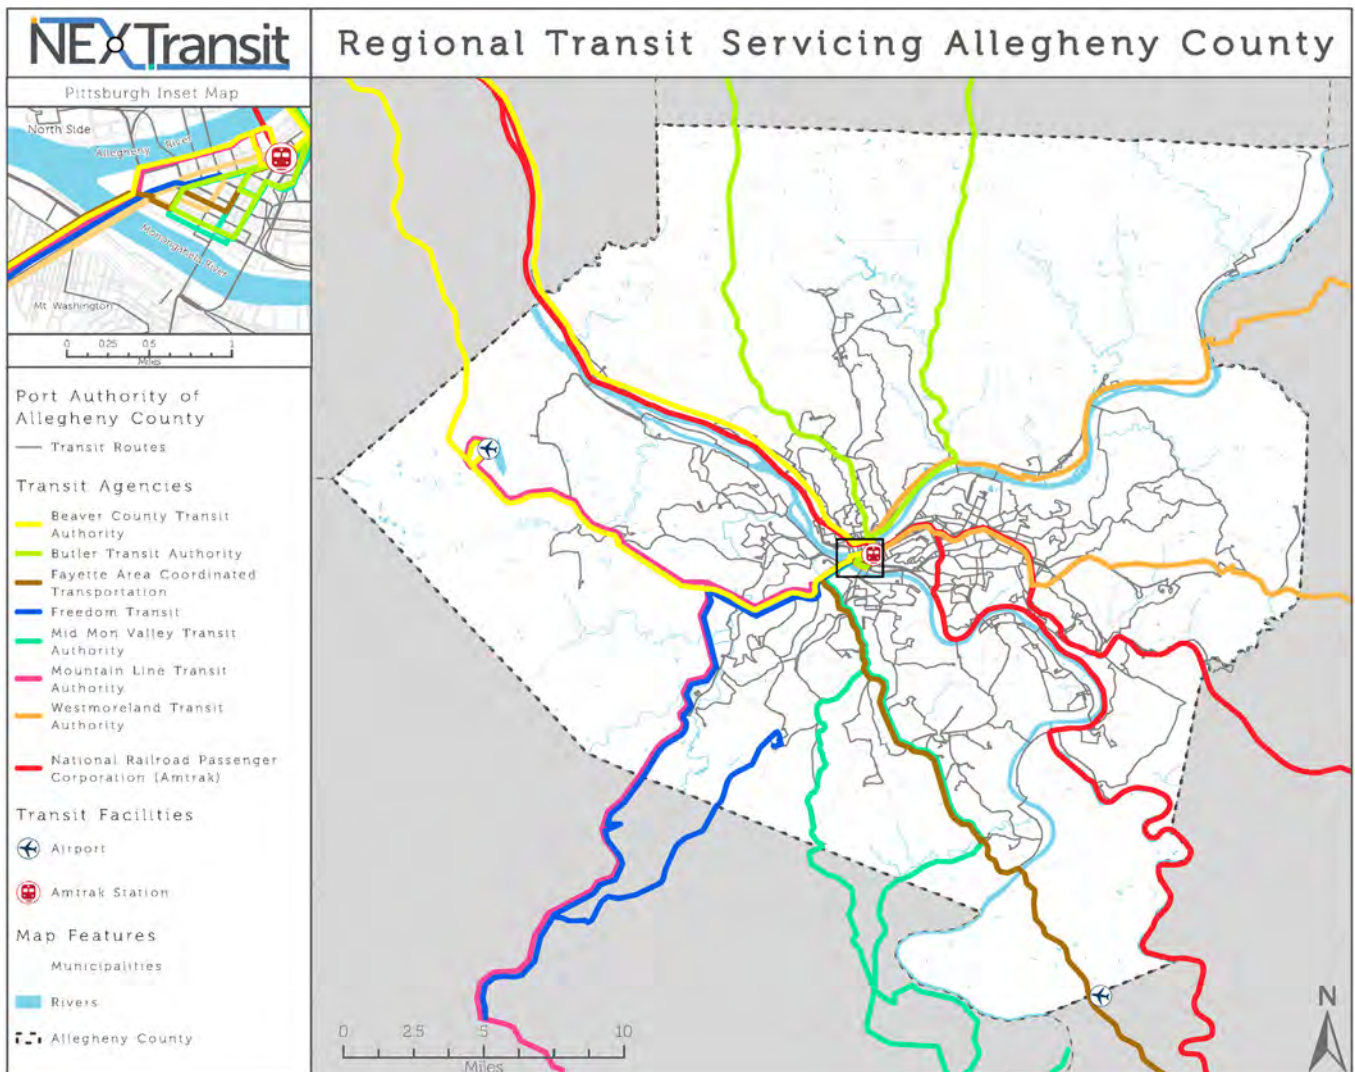 NEXTransit
Regional Transit Servicing Allegheny County
Pittsburgh Inset Map
North Side
Allegheny River
Monongahela River
Mt. Washington
0 0.25 0.5 1
Miles
Port Authority of
Allegheny County
Transit Routes
Transit Agencies
Beaver County Transit
Authority
Butler Transit Authority
Fayette Area Coordinated
Transportation
Freedom Transit
Mid Mon Valley Transit
Authority
Mountain Line Transit
Authority
Westmoreland Transit
Authority
National Railroad Passenger
Corporation (Amtrak)
Transit Facilities
Airport
Amtrak Station
Map Features
Municipalities
Rivers
Allegheny County
0 2.5 5 10
Miles
N